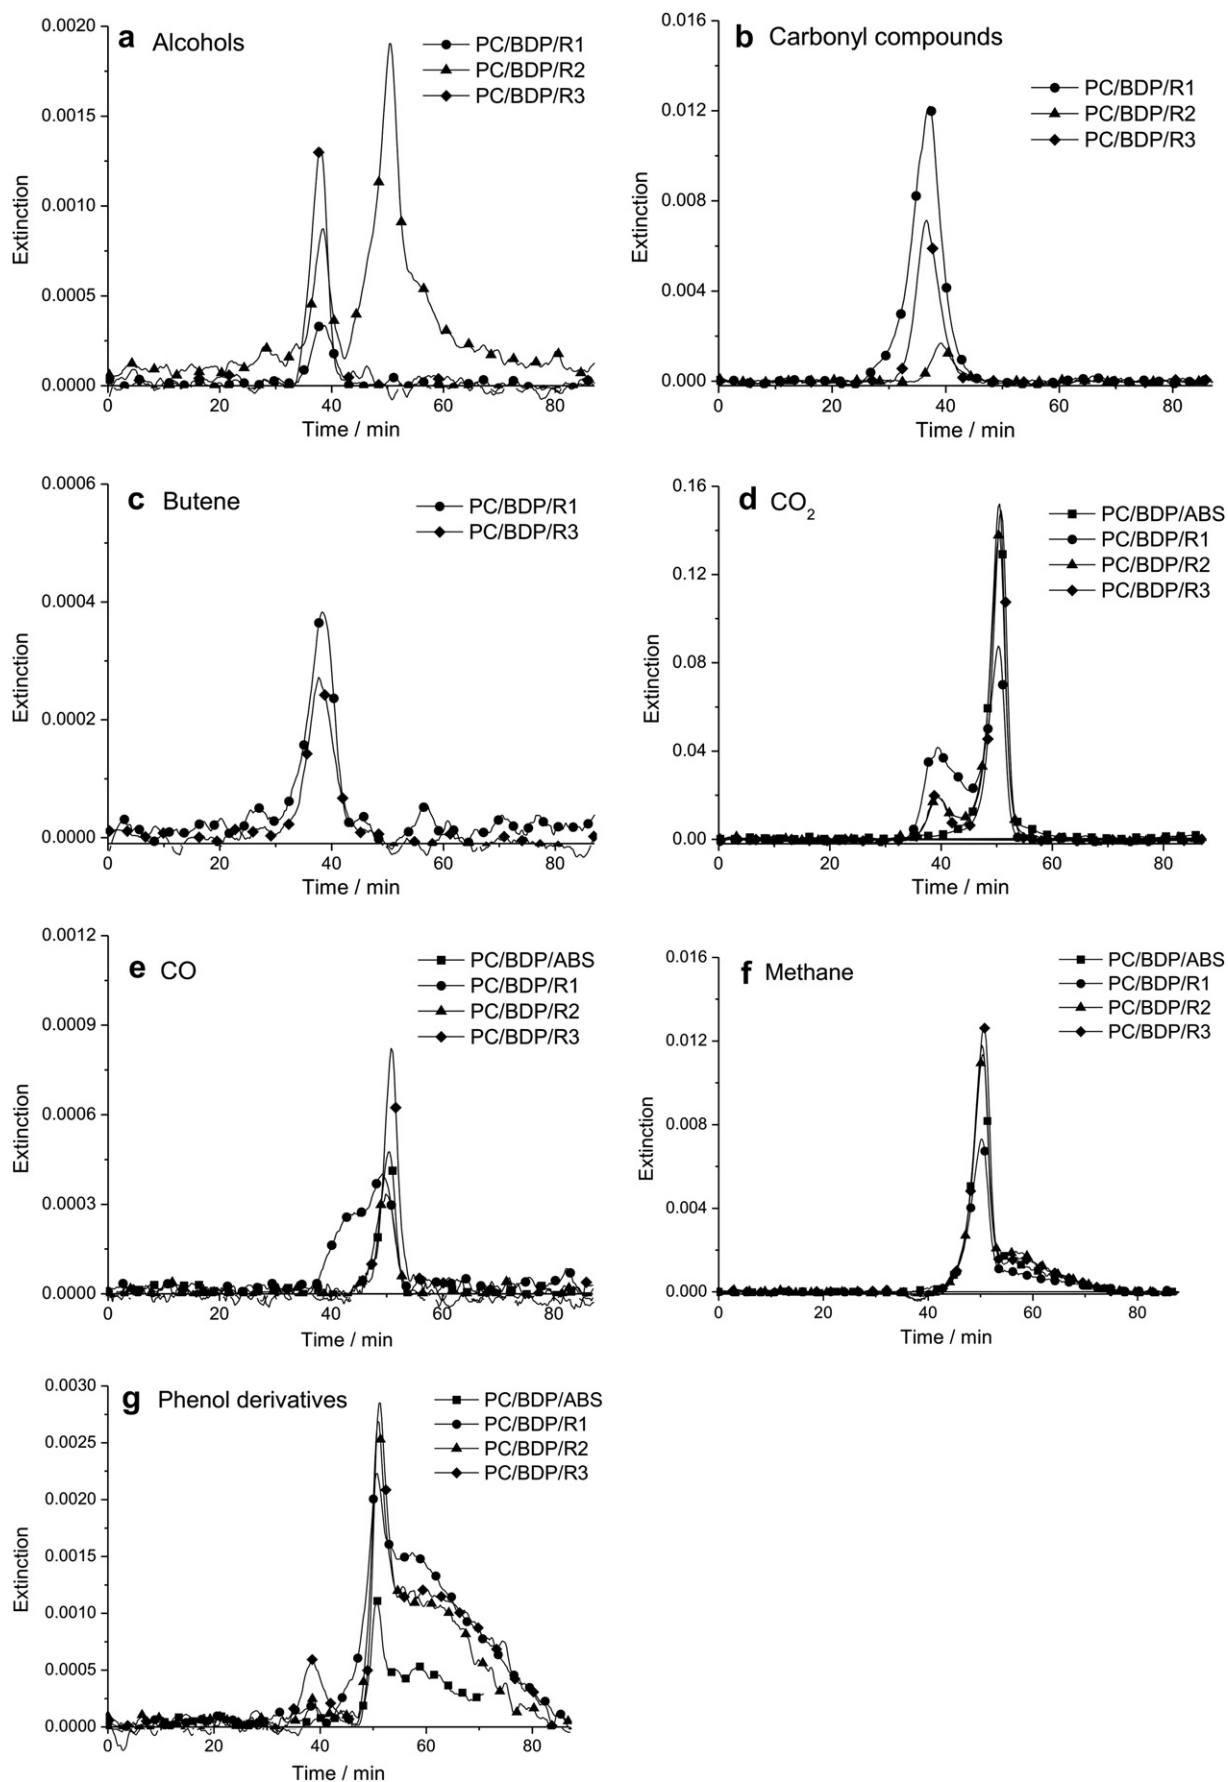 a Alcohols
PC/BDP/R1
PC/BDP/R2
PC/BDP/R3
0.0020
0.0015
0.0010
0.0005
0.0000
Extinction
0 20 40 60 80
Time / min
b Carbonyl compounds
PC/BDP/R1
PC/BDP/R2
PC/BDP/R3
0.016
0.012
0.008
0.004
0.000
Extinction
0 20 40 60 80
Time / min
c Butene
PC/BDP/R1
PC/BDP/R3
0.0006
0.0004
0.0002
0.0000
Extinction
0 20 40 60 80
Time / min
d CO2
PC/BDP/ABS
PC/BDP/R1
PC/BDP/R2
PC/BDP/R3
0.16
0.12
0.08
0.04
0.00
Extinction
0 20 40 60 80
Time / min
e CO
PC/BDP/ABS
PC/BDP/R1
PC/BDP/R2
PC/BDP/R3
0.0012
0.0009
0.0006
0.0003
0.0000
Extinction
0 20 40 60 80
Time / min
f Methane
PC/BDP/ABS
PC/BDP/R1
PC/BDP/R2
PC/BDP/R3
0.016
0.012
0.008
0.004
0.000
Extinction
0 20 40 60 80
Time / min
g Phenol derivatives
PC/BDP/ABS
PC/BDP/R1
PC/BDP/R2
PC/BDP/R3
0.0030
0.0025
0.0020
0.0015
0.0010
0.0005
0.0000
Extinction
0 20 40 60 80
Time / min